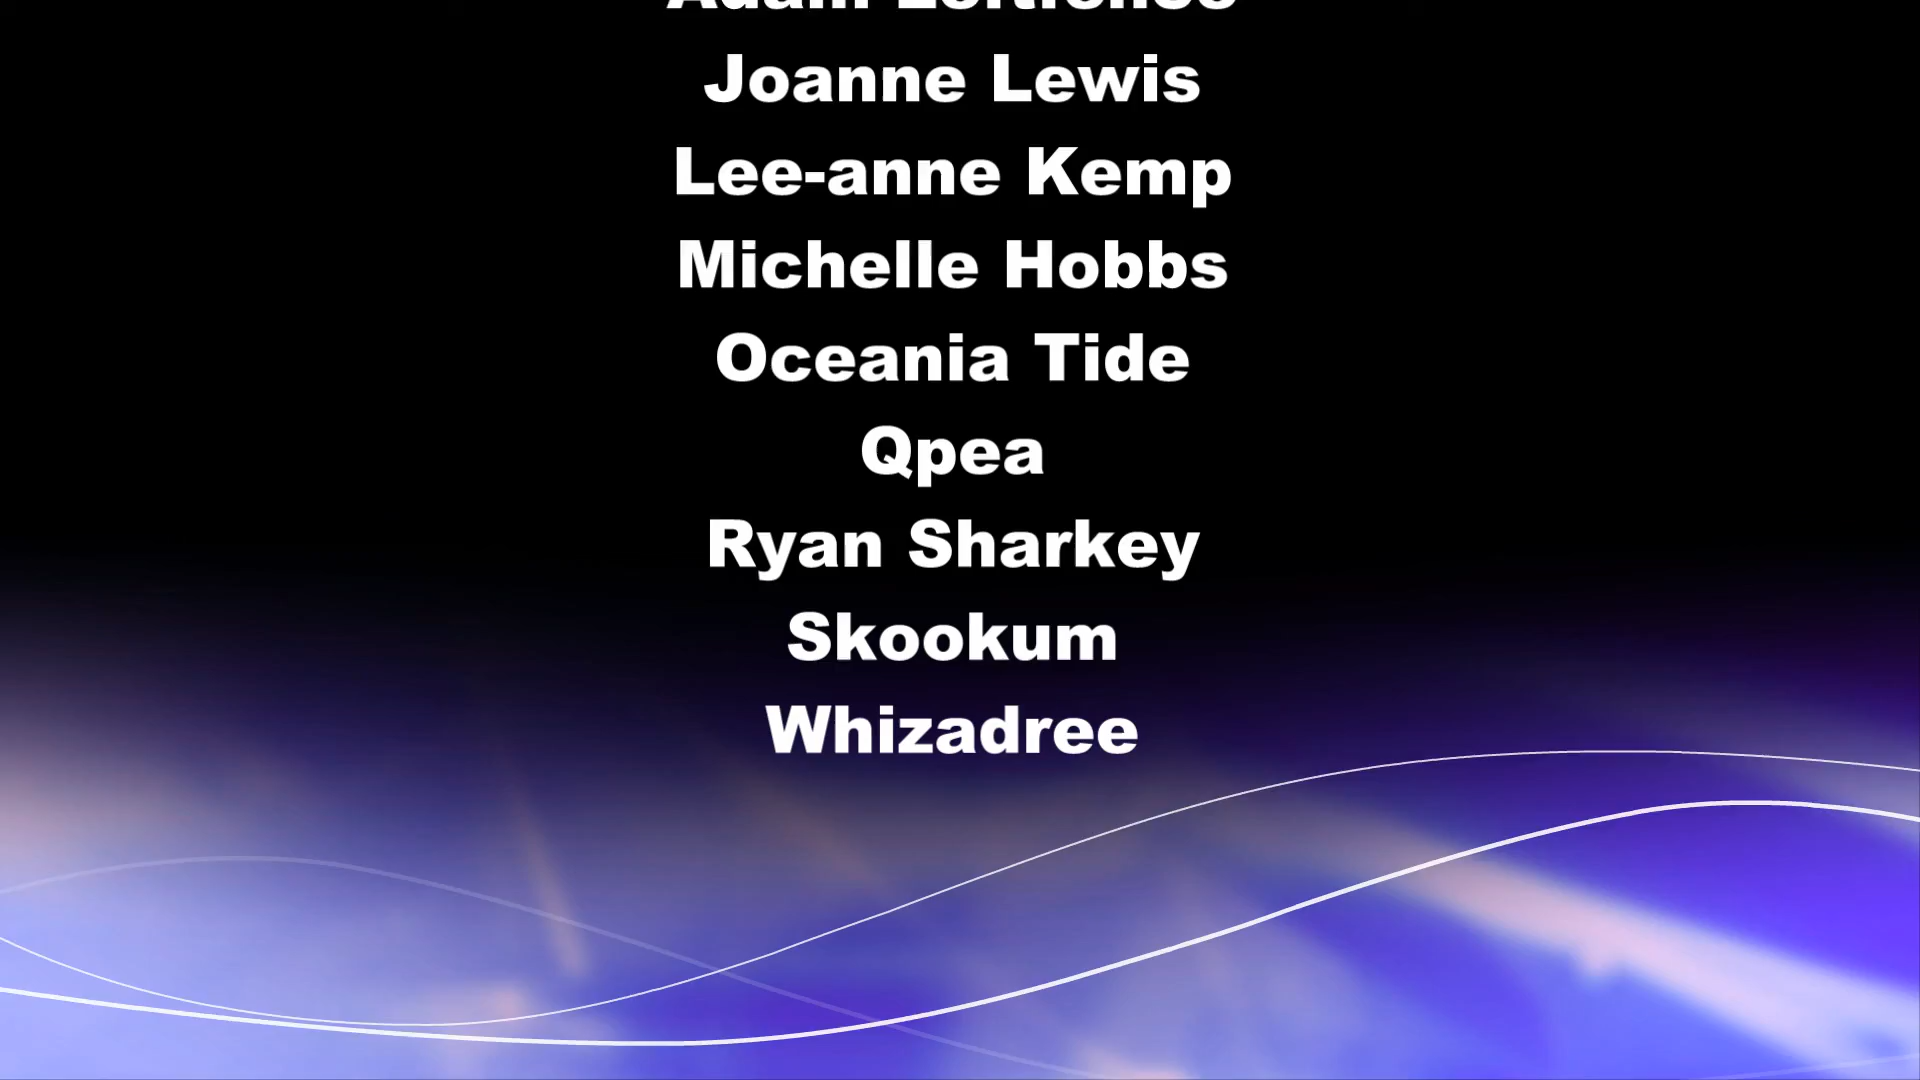 Joanne Lewis
Lee-anne Kemp
Michelle Hobbs
Oceania Tide
Qpea
Ryan Sharkey
Skookum
Whizadree